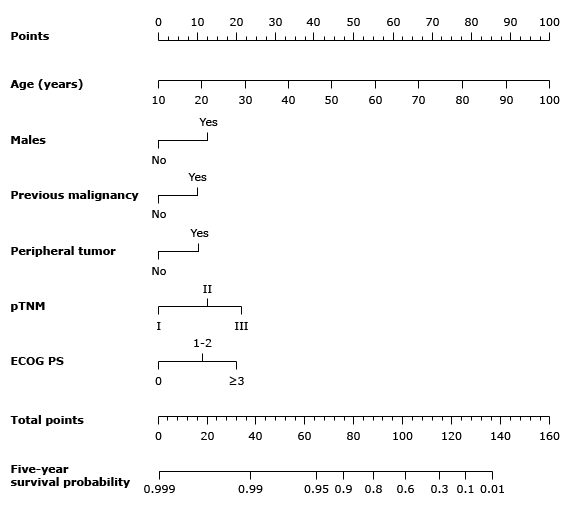 Points 0 10 20 30 40 50 60 70 80 90 100
Age (years)
10 20 30 40 50 60 70 80 90 100
Yes
Males
No
Yes
Previous malignancy
No
Yes
Peripheral tumor
No
II
pTNM
I III
1-2
ECOG PS
0 ≥3
Total points
0 20 40 60 80 100 120 140 160
Five-year
survival probability
0.999 0.99 0.95 0.9 0.8 0.6 0.3 0.1 0.01